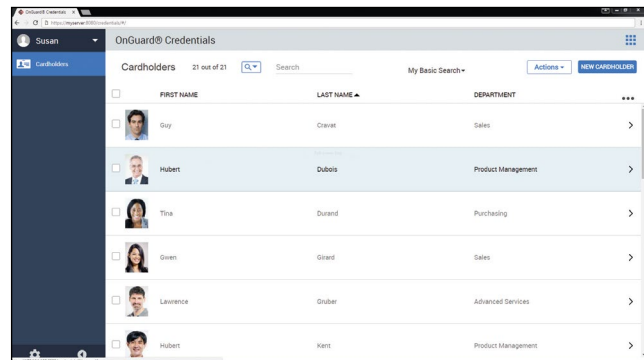 OnGuard® Credentials x
https://myserver:8080/credentials/#/
Susan
OnGuard® Credentials
Cardholders
Cardholders 21 out of 21 Search My Basic Search Actions NEW CARDHOLDER
FIRST NAME LAST NAME DEPARTMENT
Guy Cravat Sales
Hubert Dubois Product Management
Tina Durand Purchasing
Gwen Girard Sales
Lawrence Gruber Advanced Services
Hubert Kent Product Management